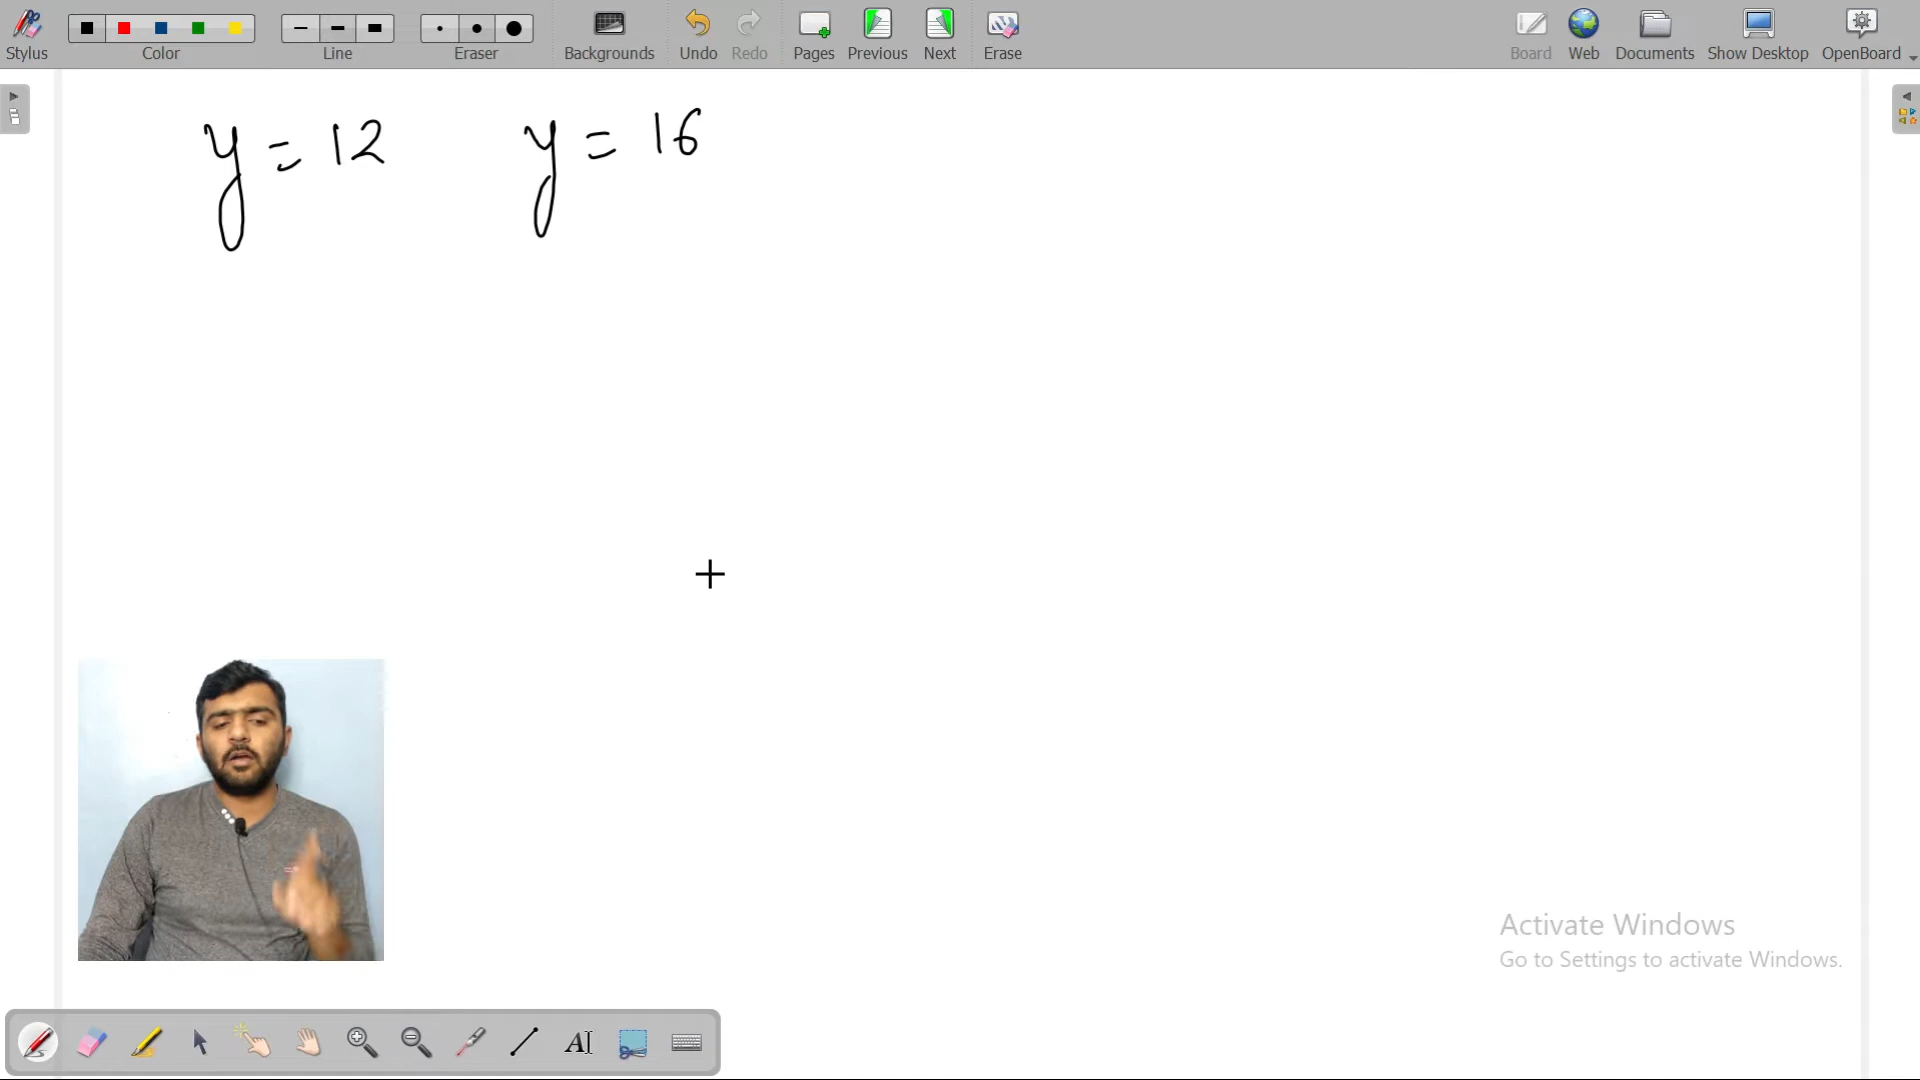 Stylus Color Line Eraser Backgrounds Undo Redo Pages Previous Next Erase Board Web Documents Show Desktop OpenBoard
y = 12 y = 16
Activate Windows
Go to Settings to activate Windows.
AI